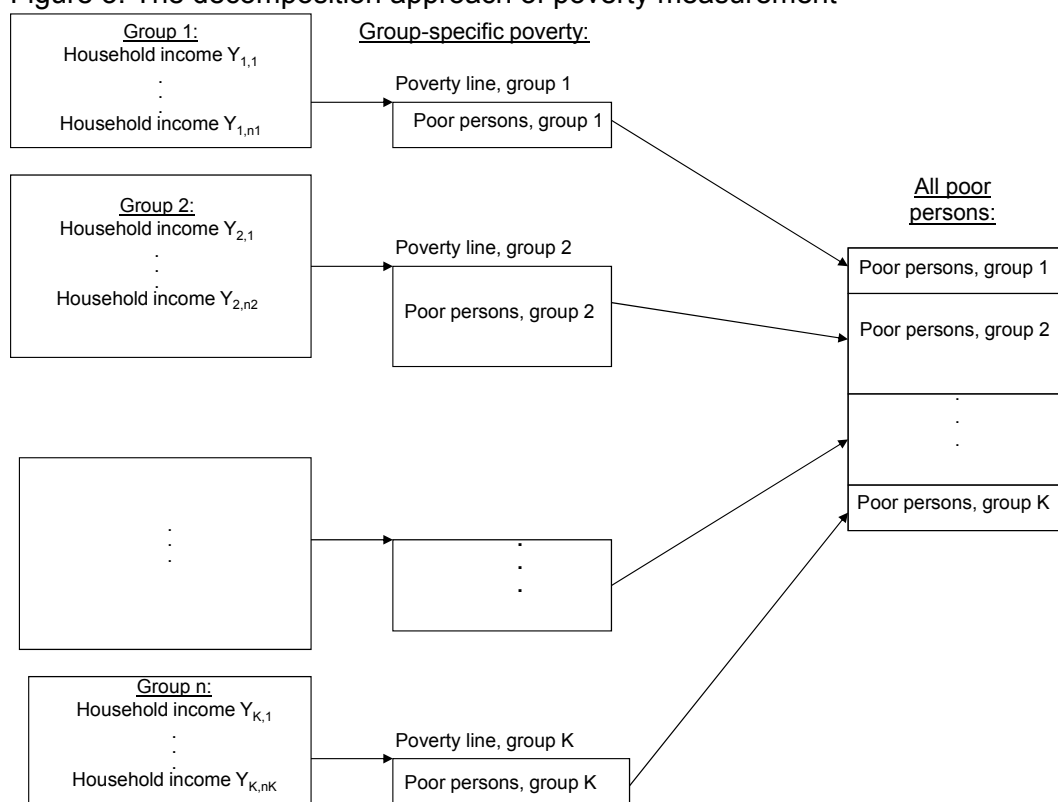 Figure 3: The decomposition approach of poverty measurement
Group 1:
Household income Y1,1
.
.
.
Household income Y1,n1
Group-specific poverty:
Poverty line, group 1
Poor persons, group 1
Group 2:
Household income Y2,1
.
.
.
Household income Y2,n2
Poverty line, group 2
Poor persons, group 2
.
.
.
.
.
.
Group n:
Household income YK,1
.
.
.
Household income YK,nK
Poverty line, group K
Poor persons, group K
All poor
persons:
Poor persons, group 1
Poor persons, group 2
.
.
.
Poor persons, group K